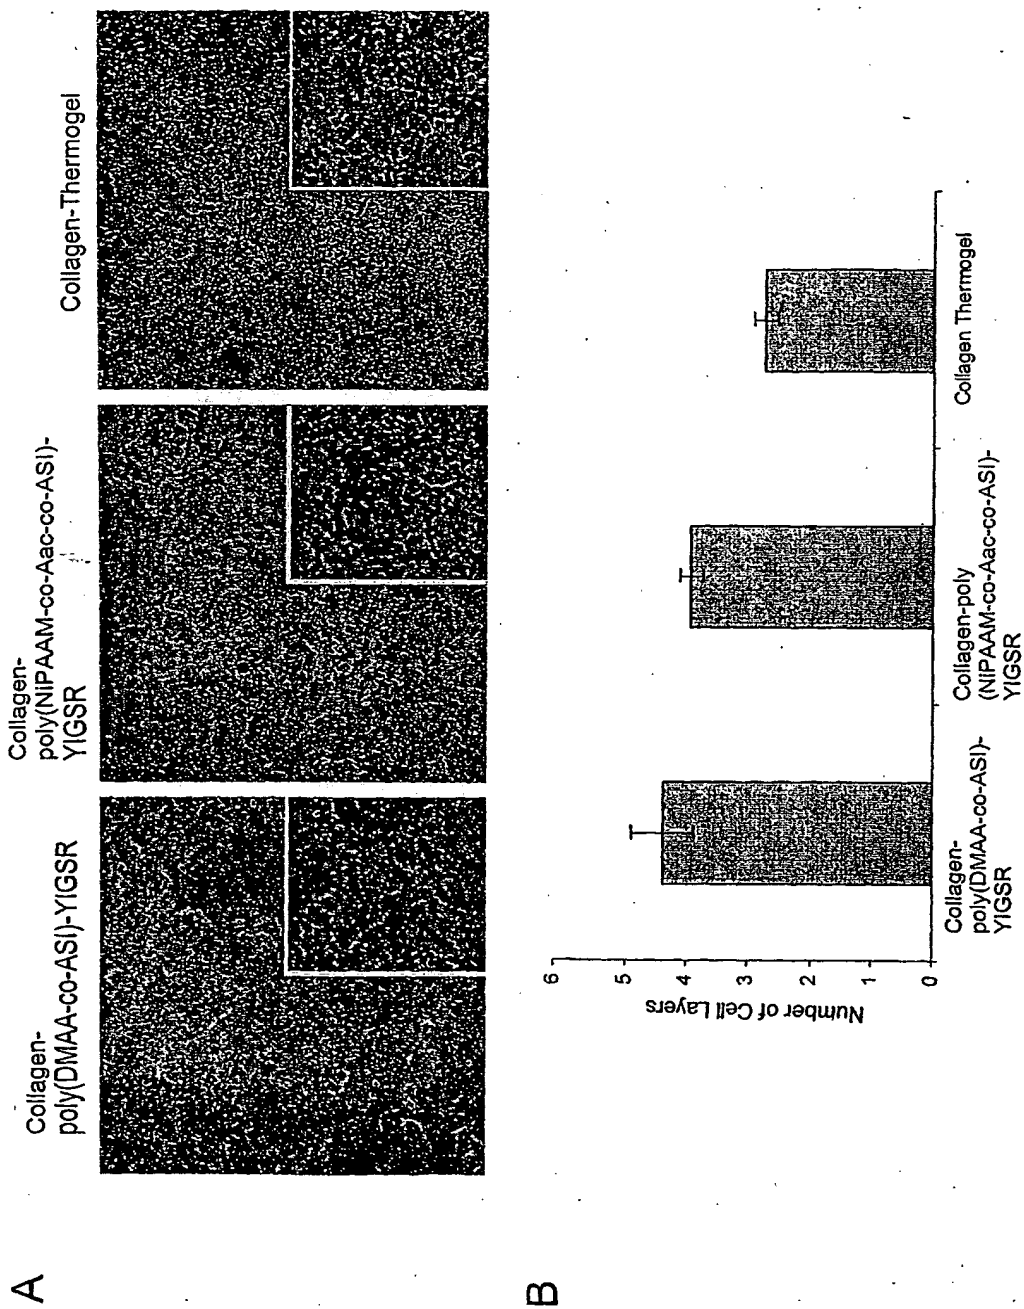 A
Collagen-
poly(DMAA-co-ASI)-YIGSR
Collagen-
poly(NiPAAM-co-Aac-co-ASI)-
YIGSR
Collagen-Thermogel
B
Number of Cell Layers
6
5
4
3
2
1
0
Collagen-
poly(DMAA-co-ASI)-
YIGSR
Collagen-poly
(NiPAAM-co-Aac-co-ASI)-
YIGSR
Collagen Thermogel